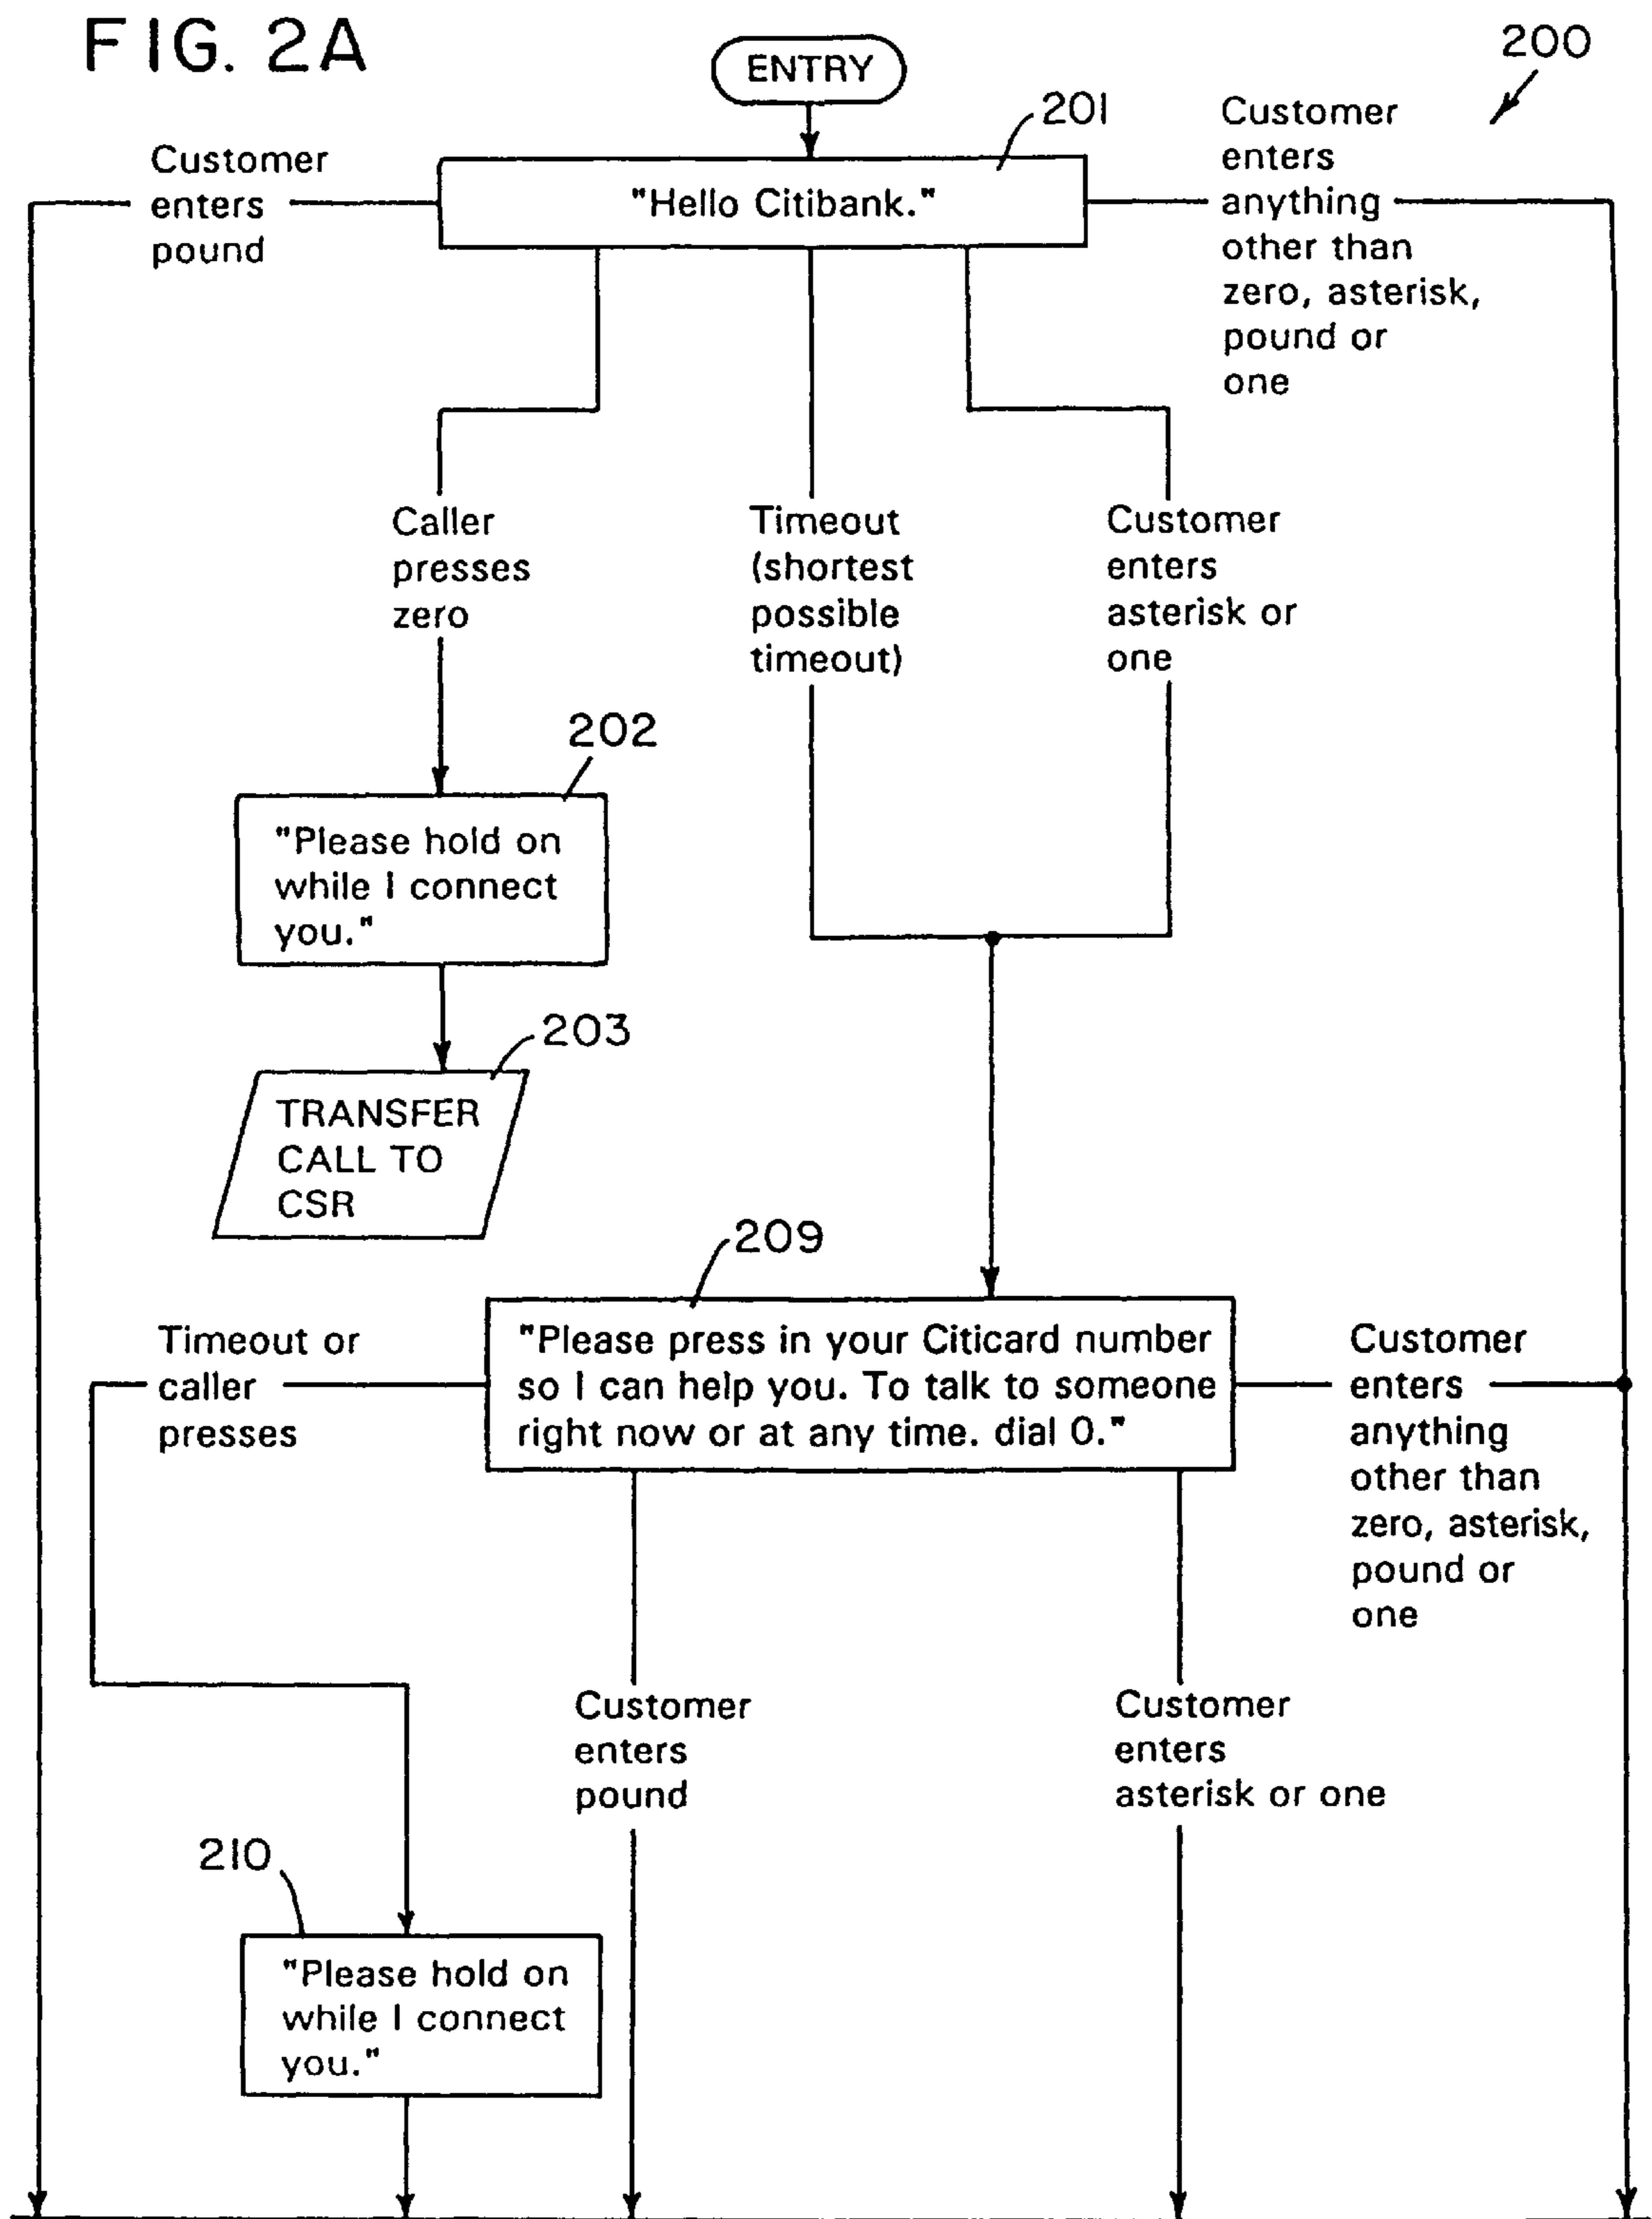 FIG. 2A
200
ENTRY
201
"Hello Citibank."
Customer
enters
pound
Customer
enters
anything
other than
zero, asterisk,
pound or
one
Caller
presses
zero
Timeout
(shortest
possible
timeout)
Customer
enters
asterisk or
one
202
"Please hold on
while I connect
you."
203
TRANSFER
CALL TO
CSR
209
"Please press in your Citicard number
so I can help you. To talk to someone
right now or at any time. dial 0."
Timeout or
caller
presses
Customer
enters
anything
other than
zero, asterisk,
pound or
one
Customer
enters
pound
Customer
enters
asterisk or one
210
"Please hold on
while I connect
you."